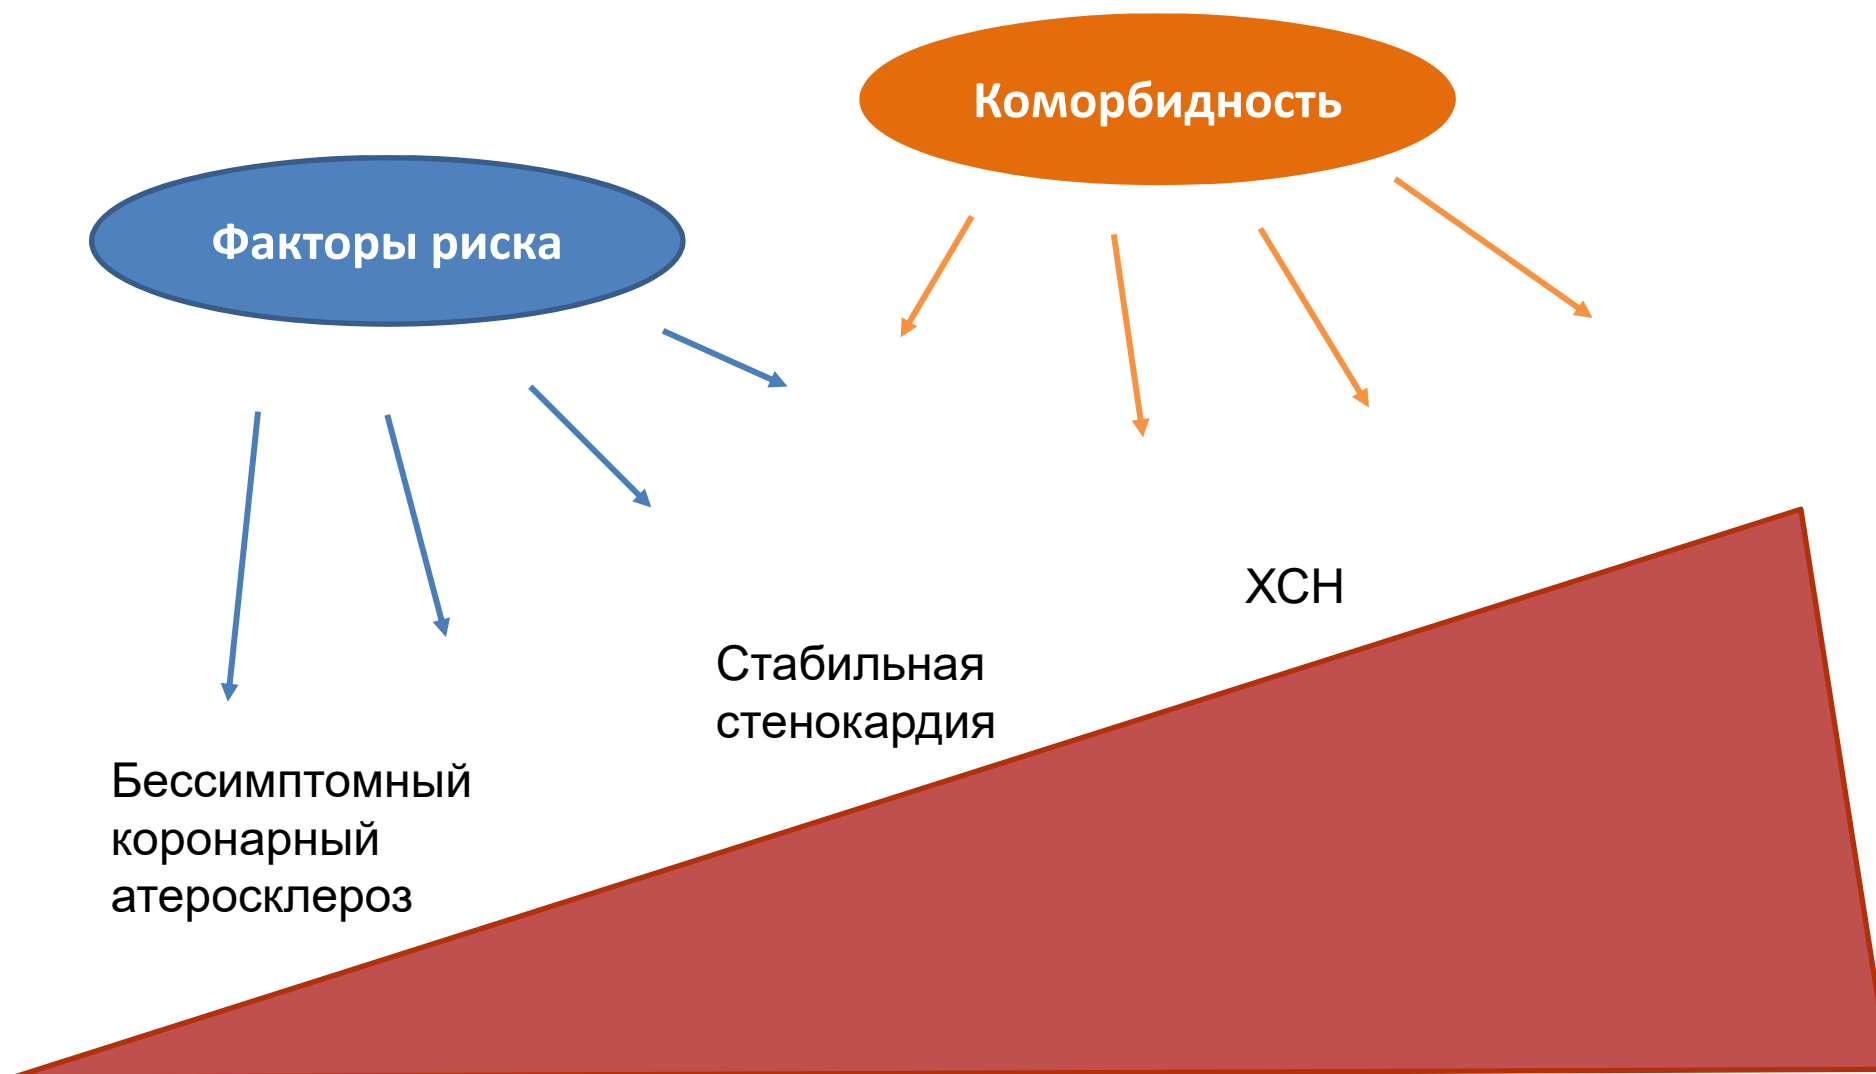 Коморбидность
Факторы риска
ХСН
Стабильная
стенокардия
Бессимптомный
коронарный
атеросклероз